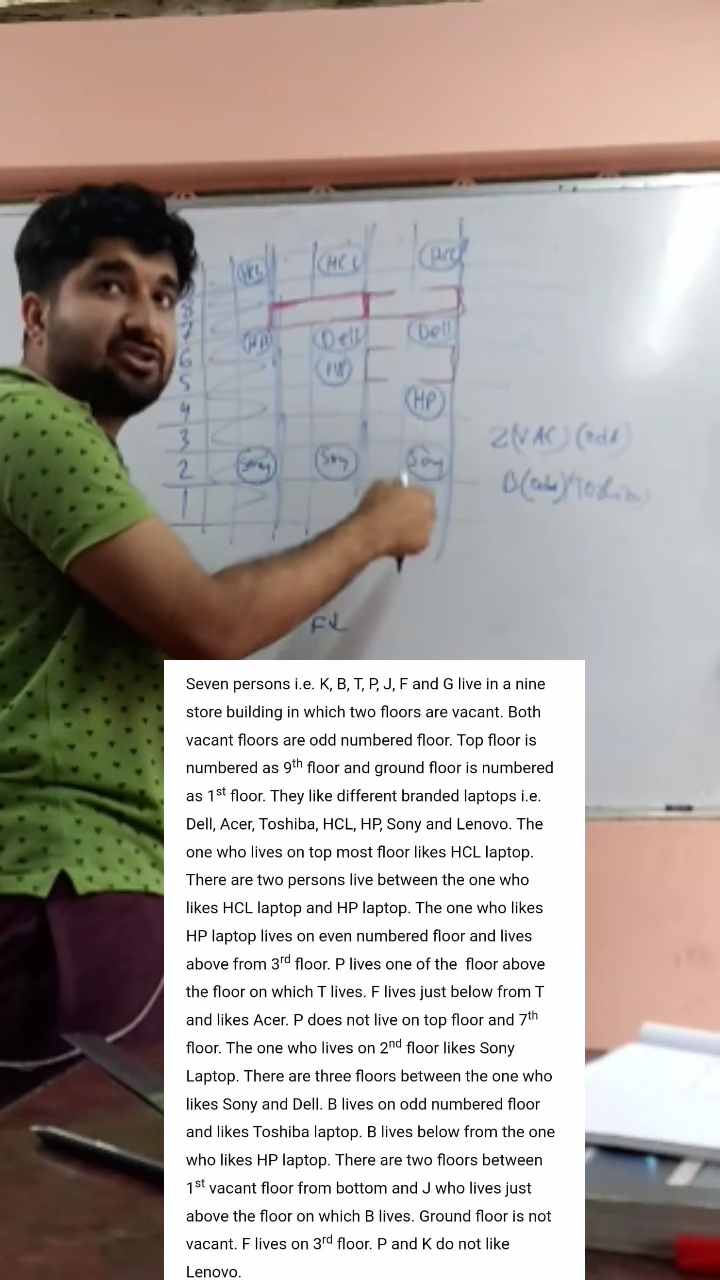 HCL HCL HCL
8
7 HP Dell Dell
6 HP
5
4 HP
3
2 Sony Sony Sony
1
Z(VAC)(odd)
B(odd)
F↓
Seven persons i.e. K, B, T, P, J, F and G live in a nine
store building in which two floors are vacant. Both
vacant floors are odd numbered floor. Top floor is
numbered as 9th floor and ground floor is numbered
as 1st floor. They like different branded laptops i.e.
Dell, Acer, Toshiba, HCL, HP, Sony and Lenovo. The
one who lives on top most floor likes HCL laptop.
There are two persons live between the one who
likes HCL laptop and HP laptop. The one who likes
HP laptop lives on even numbered floor and lives
above from 3rd floor. P lives one of the  floor above
the floor on which T lives. F lives just below from T
and likes Acer. P does not live on top floor and 7th
floor. The one who lives on 2nd floor likes Sony
Laptop. There are three floors between the one who
likes Sony and Dell. B lives on odd numbered floor
and likes Toshiba laptop. B lives below from the one
who likes HP laptop. There are two floors between
1st vacant floor from bottom and J who lives just
above the floor on which B lives. Ground floor is not
vacant. F lives on 3rd floor. P and K do not like
Lenovo.